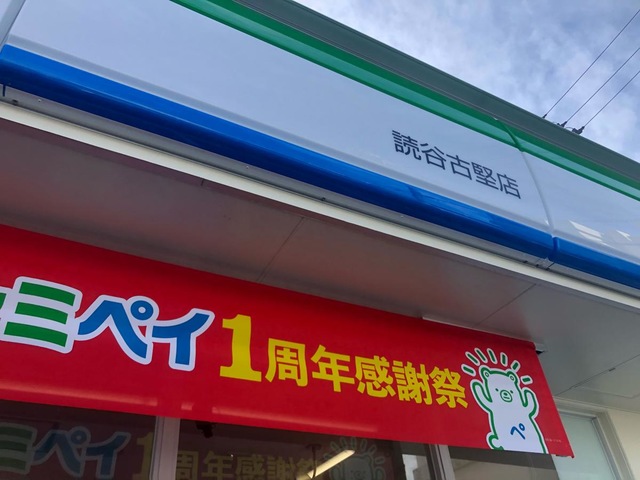 読谷古堅店
ミペイ 1周年感謝祭
ペ